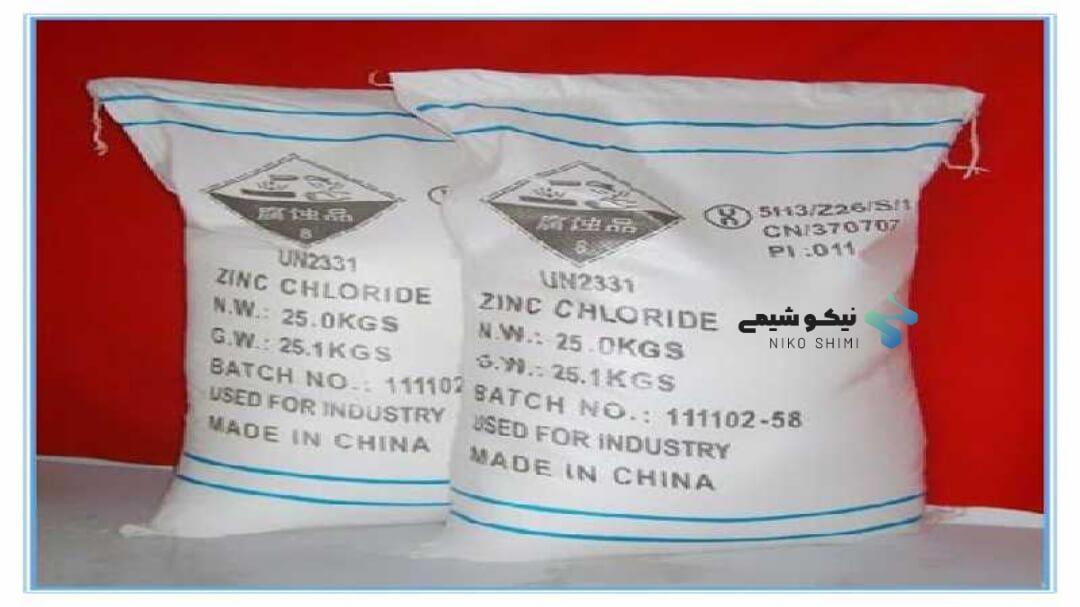 腐蚀品
8
UN2331
ZINC CHLORIDE
N.W.: 25.0KGS
G.W.: 25.1KGS
BATCH NO.: 111102
USED FOR INDUSTRY
MADE IN CHINA
腐蚀品
8
UN2331
ZINC CHLORIDE
N.W.: 25.0KGS
G.W.: 25.1KGS
BATCH NO.: 111102-58
USED FOR INDUSTRY
MADE IN CHINA
5H3/Z26/S/1
CN/370707
PI :011
نیکو شیمی
NIKO SHIMI